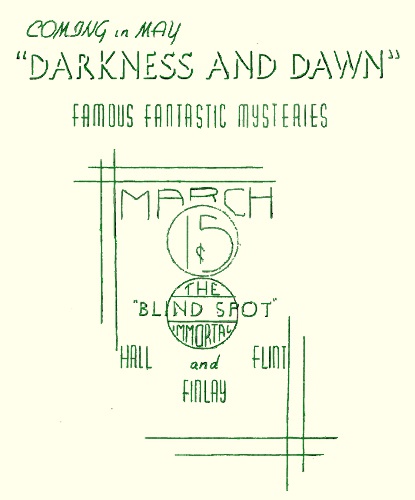 COMING in MAY
"DARKNESS AND DAWN"
FAMOUS FANTASTIC MYSTERIES
MARCH
15¢
THE
"BLIND SPOT"
IMMORTAL
HALL and FLINT
FINLAY